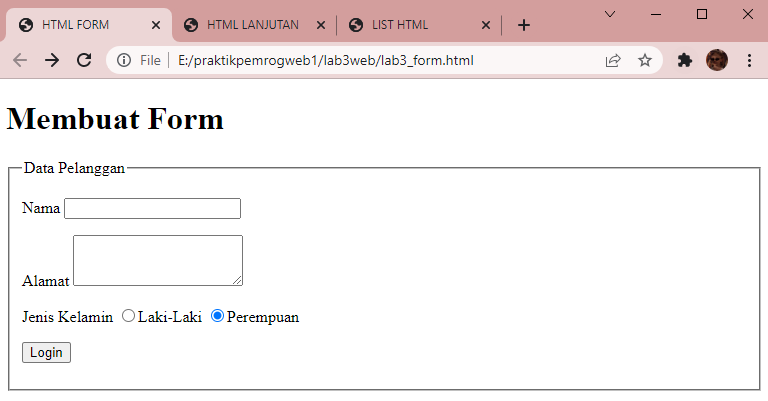 HTML FORM
HTML LANJUTAN
LIST HTML
File
E:/praktikpemrogweb1/lab3web/lab3_form.html
Membuat Form
Data Pelanggan
Nama
Alamat
Jenis Kelamin Laki-Laki Perempuan
Login